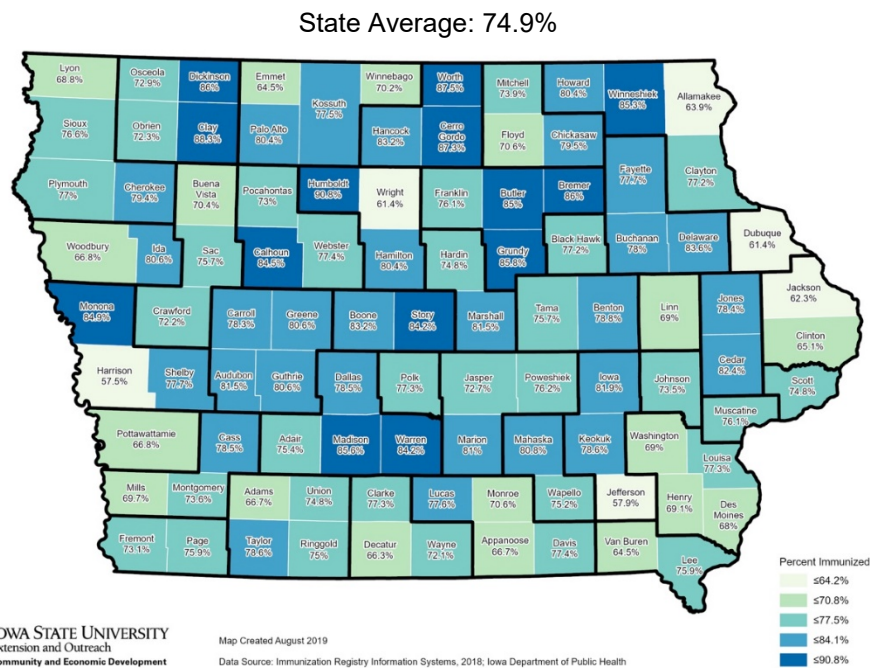 State Average: 74.9%
Lyon
68.8%
Osceola
72.9%
Dickinson
86%
Emmet
64.5%
Kossuth
77.5%
Winnebago
70.2%
Worth
87.5%
Mitchell
73.9%
Howard
80.4%
Winneshiek
85.3%
Allamakee
63.9%
Sioux
76.6%
Obrien
72.3%
Clay
88.3%
Palo Alto
80.4%
Hancock
83.2%
Cerro
Gordo
87.3%
Floyd
70.6%
Chickasaw
79.5%
Fayette
77.7%
Clayton
77.2%
Plymouth
77%
Cherokee
79.4%
Buena
Vista
70.4%
Pocahontas
73%
Humboldt
90.8%
Wright
61.4%
Franklin
76.1%
Butler
85%
Bremer
86%
Woodbury
66.8%
Ida
80.6%
Sac
75.7%
Calhoun
84.5%
Webster
77.4%
Hamilton
80.4%
Hardin
74.8%
Grundy
85.8%
Black Hawk
77.2%
Buchanan
78%
Delaware
83.6%
Dubuque
61.4%
Monona
84.9%
Crawford
72.2%
Carroll
78.3%
Greene
80.6%
Boone
83.2%
Story
84.2%
Marshall
81.5%
Tama
75.7%
Benton
78.8%
Linn
69%
Jones
78.4%
Jackson
62.3%
Clinton
65.1%
Harrison
57.5%
Shelby
77.7%
Audubon
81.5%
Guthrie
80.6%
Dallas
78.5%
Polk
77.3%
Jasper
72.7%
Poweshiek
76.2%
Iowa
81.9%
Johnson
73.5%
Cedar
82.4%
Scott
74.8%
Muscatine
76.1%
Pottawattamie
66.8%
Cass
78.5%
Adair
75.4%
Madison
Warren
84.2%
Marion
81%
Mahaska
80.8%
Keokuk
78.6%
Washington
69%
Louisa
77.3%
Mills
69.7%
Montgomery
73.6%
Adams
66.7%
Union
74.8%
Clarke
77.3%
Lucas
77.6%
Monroe
70.6%
Wapello
75.2%
Jefferson
57.9%
Henry
69.1%
Des
Moines
68%
Fremont
73.1%
Page
75.9%
Taylor
78.6%
Ringgold
75%
Decatur
66.3%
Wayne
72.1%
Appanoose
66.7%
Davis
77.4%
Van Buren
64.5%
Lee
75.9%
Percent Immunized
≤64.2%
≤70.8%
≤77.5%
≤84.1%
≤90.8%
OWA STATE UNIVERSITY
xtension and Outreach
ommunity and Economic Development
Map Created August 2019
Data Source: Immunization Registry Information Systems, 2018; Iowa Department of Public Health